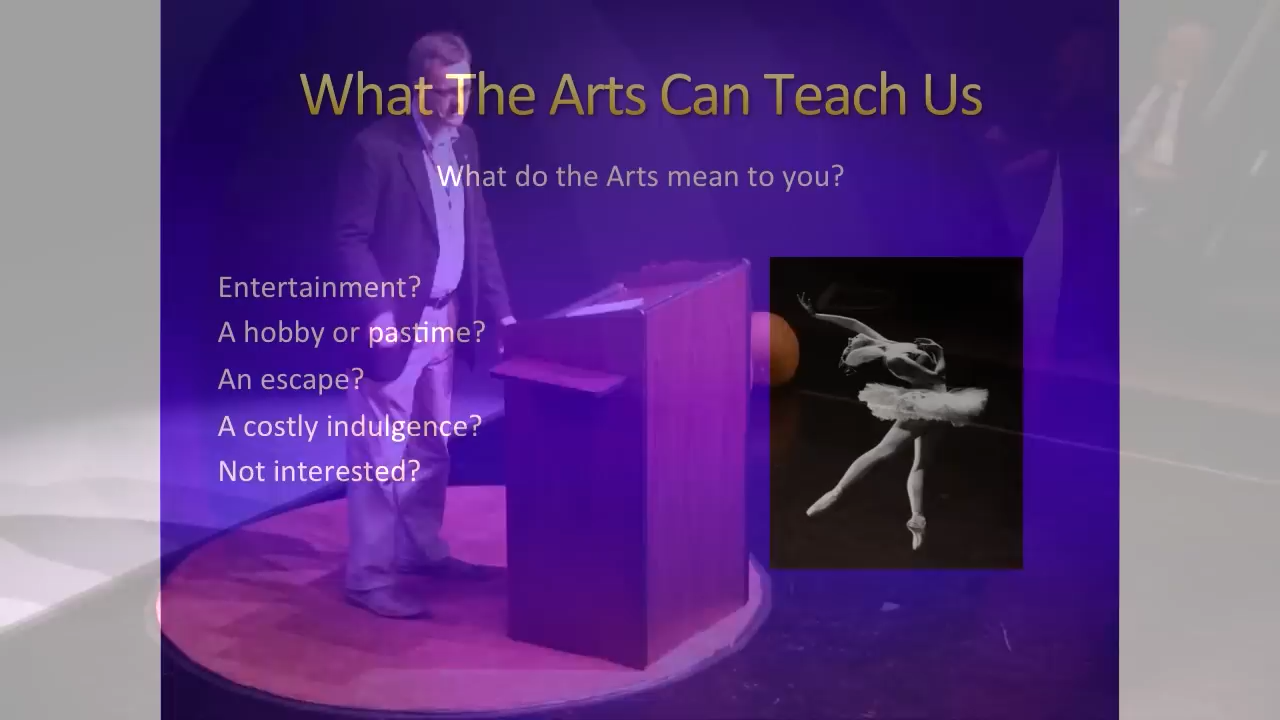 What The Arts Can Teach Us
What do the Arts mean to you?
Entertainment?
A hobby or pastime?
An escape?
A costly indulgence?
Not interested?